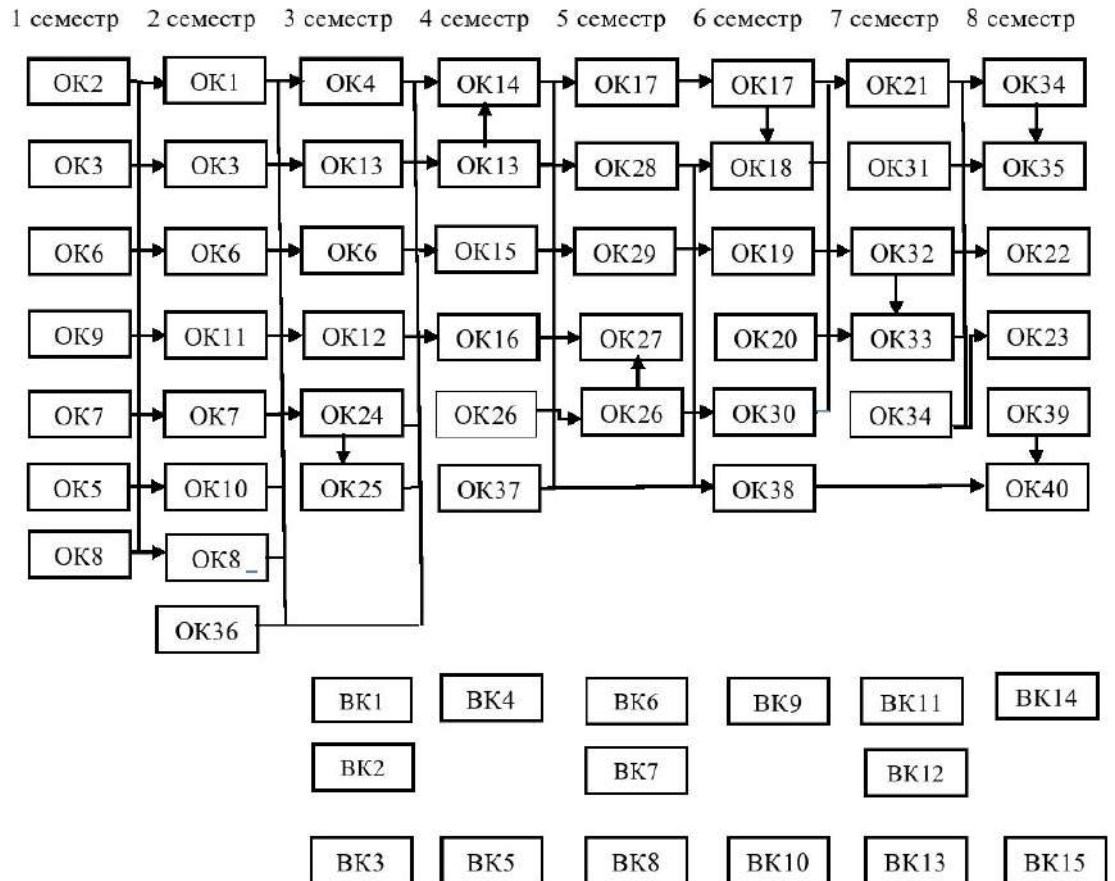 1 семестр 2 семестр 3 семестр 4 семестр 5 семестр 6 семестр 7 семестр 8 семестр
ОК2 ОК1 ОК4 ОК14 ОК17 ОК17 ОК21 ОК34
ОК3 ОК3 ОК13 ОК13 ОК28 ОК18 ОК31 ОК35
ОК6 ОК6 ОК6 ОК15 ОК29 ОК19 ОК32 ОК22
ОК9 ОК11 ОК12 ОК16 ОК27 ОК20 ОК33 ОК23
ОК7 ОК7 ОК24 ОК26 ОК26 ОК30 ОК34 ОК39
ОК5 ОК10 ОК25 ОК37 ОК38 ОК40
ОК8 ОК8
ОК36
ВК1 ВК4 ВК6 ВК9 ВК11 ВК14
ВК2 ВК7 ВК12
ВК3 ВК5 ВК8 ВК10 ВК13 ВК15